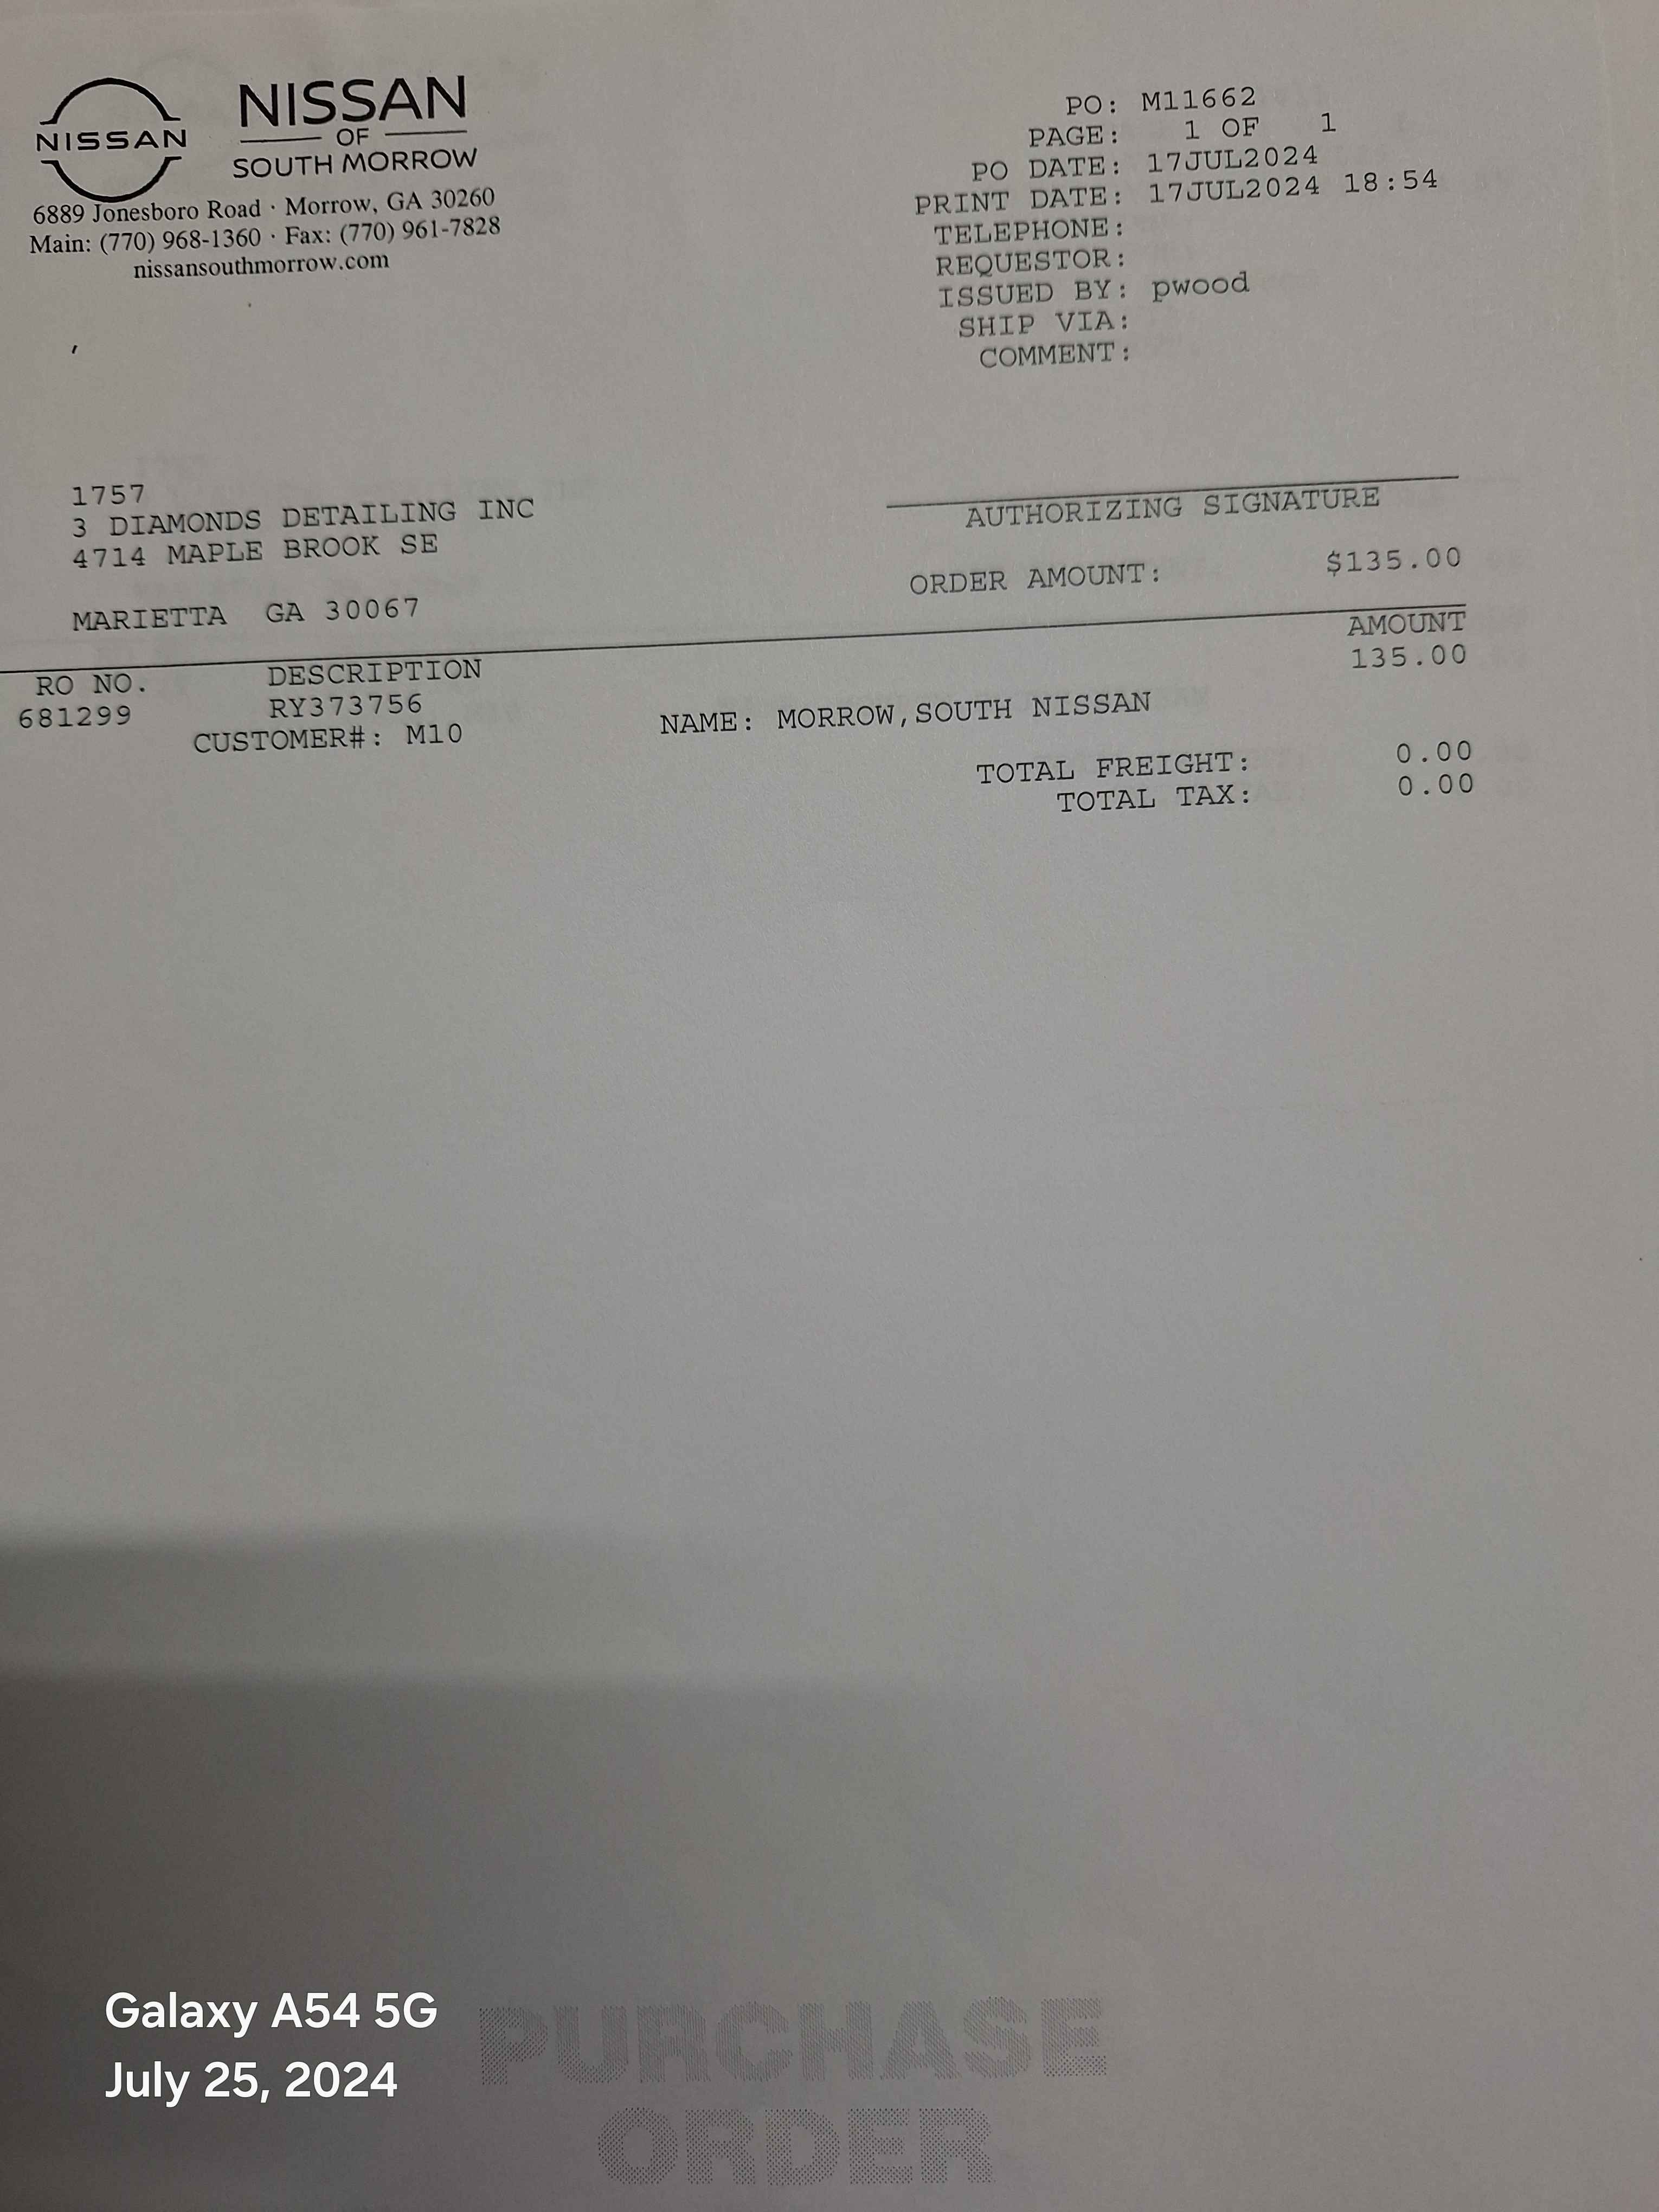 NISSAN
NISSAN
OF
SOUTH MORROW
6889 Jonesboro Road · Morrow, GA 30260
Main: (770) 968-1360 · Fax: (770) 961-7828
nissansouthmorrow.com
PO: M11662
PAGE: 1 OF 1
PO DATE: 17JUL2024
PRINT DATE: 17JUL2024 18:54
TELEPHONE:
REQUESTOR:
ISSUED BY: pwood
SHIP VIA:
COMMENT:
1757
3 DIAMONDS DETAILING INC
4714 MAPLE BROOK SE
MARIETTA GA 30067
AUTHORIZING SIGNATURE
ORDER AMOUNT: $135.00
RO NO. DESCRIPTION AMOUNT
681299 RY373756 135.00
CUSTOMER#: M10 NAME: MORROW,SOUTH NISSAN
TOTAL FREIGHT: 0.00
TOTAL TAX: 0.00
Galaxy A54 5G
July 25, 2024
PURCHASE
ORDER